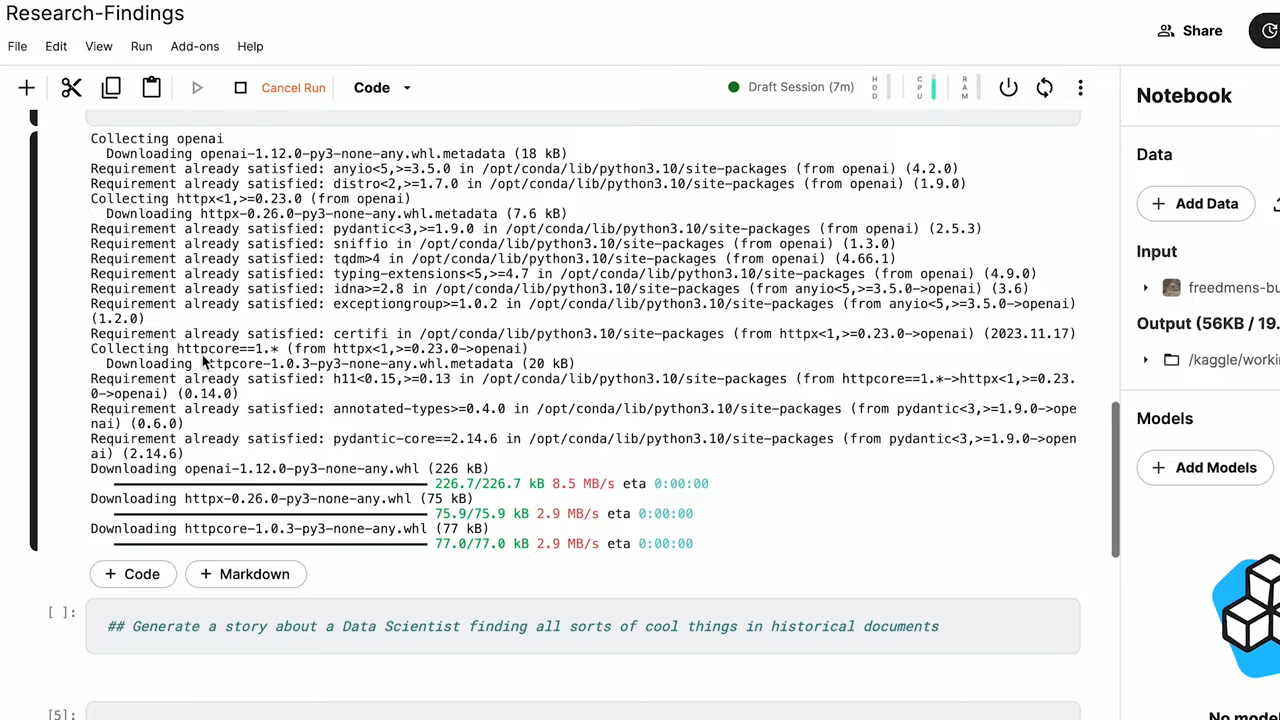 Research-Findings
File Edit View Run Add-ons Help
Share
Cancel Run
Code
Draft Session (7m)
HDD
CPU
RAM
Collecting openai
Downloading openai-1.12.0-py3-none-any.whl.metadata (18 kB)
Requirement already satisfied: anyio<5,>=3.5.0 in /opt/conda/lib/python3.10/site-packages (from openai) (4.2.0)
Requirement already satisfied: distro<2,>=1.7.0 in /opt/conda/lib/python3.10/site-packages (from openai) (1.9.0)
Collecting httpx<1,>=0.23.0 (from openai)
Downloading httpx-0.26.0-py3-none-any.whl.metadata (7.6 kB)
Requirement already satisfied: pydantic<3,>=1.9.0 in /opt/conda/lib/python3.10/site-packages (from openai) (2.5.3)
Requirement already satisfied: sniffio in /opt/conda/lib/python3.10/site-packages (from openai) (1.3.0)
Requirement already satisfied: tqdm>4 in /opt/conda/lib/python3.10/site-packages (from openai) (4.66.1)
Requirement already satisfied: typing-extensions<5,>=4.7 in /opt/conda/lib/python3.10/site-packages (from openai) (4.9.0)
Requirement already satisfied: idna>=2.8 in /opt/conda/lib/python3.10/site-packages (from anyio<5,>=3.5.0->openai) (3.6)
Requirement already satisfied: exceptiongroup>=1.0.2 in /opt/conda/lib/python3.10/site-packages (from anyio<5,>=3.5.0->openai)
(1.2.0)
Requirement already satisfied: certifi in /opt/conda/lib/python3.10/site-packages (from httpx<1,>=0.23.0->openai) (2023.11.17)
Collecting httpcore==1.* (from httpx<1,>=0.23.0->openai)
Downloading httpcore-1.0.3-py3-none-any.whl.metadata (20 kB)
Requirement already satisfied: h11<0.15,>=0.13 in /opt/conda/lib/python3.10/site-packages (from httpcore==1.*->httpx<1,>=0.23.
0->openai) (0.14.0)
Requirement already satisfied: annotated-types>=0.4.0 in /opt/conda/lib/python3.10/site-packages (from pydantic<3,>=1.9.0->ope
nai) (0.6.0)
Requirement already satisfied: pydantic-core==2.14.6 in /opt/conda/lib/python3.10/site-packages (from pydantic<3,>=1.9.0->open
ai) (2.14.6)
Downloading openai-1.12.0-py3-none-any.whl (226 kB)
226.7/226.7 kB 8.5 MB/s eta 0:00:00
Downloading httpx-0.26.0-py3-none-any.whl (75 kB)
75.9/75.9 kB 2.9 MB/s eta 0:00:00
Downloading httpcore-1.0.3-py3-none-any.whl (77 kB)
77.0/77.0 kB 2.9 MB/s eta 0:00:00
+ Code + Markdown
[ ]:
## Generate a story about a Data Scientist finding all sorts of cool things in historical documents
[5]:
Notebook
Data
+ Add Data
Input
freedmens-bu
Output (56KB / 19.
/kaggle/workin
Models
+ Add Models
No model